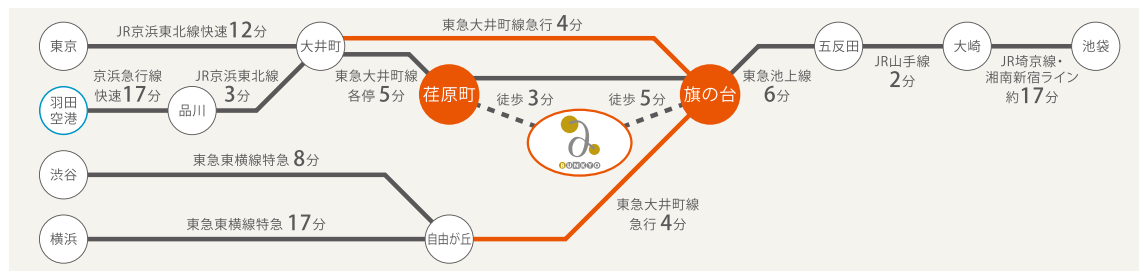 東京
JR京浜東北線快速12分
大井町
東急大井町線急行 4分
五反田
大崎
池袋
JR山手線
2分
JR埼京線・
湘南新宿ライン
約17分
京浜急行線
快速17分
JR京浜東北線
3分
東急大井町線
各停 5分
荏原町
徒歩 3分
徒歩 5分
旗の台
東急池上線
6分
羽田
空港
品川
BUNKYO
渋谷
東急東横線特急 8分
東急大井町線
急行 4分
横浜
東急東横線特急 17分
自由が丘